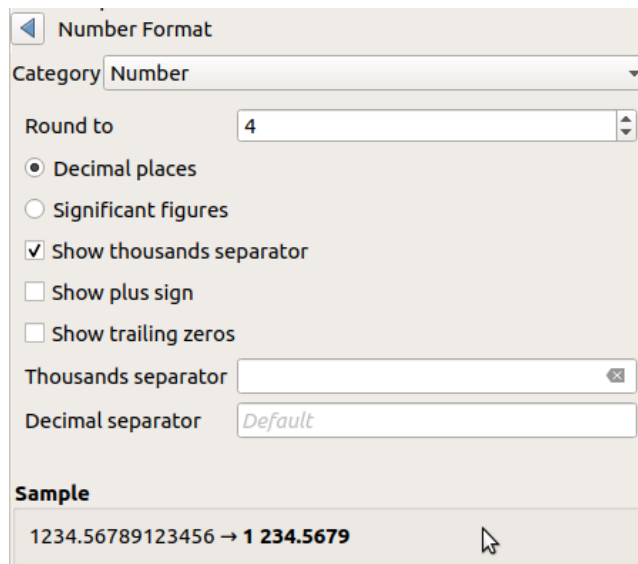 Number Format
Category Number
Round to 4
Decimal places
Significant figures
Show thousands separator
Show plus sign
Show trailing zeros
Thousands separator
Decimal separator Default
Sample
1234.56789123456 → 1 234.5679